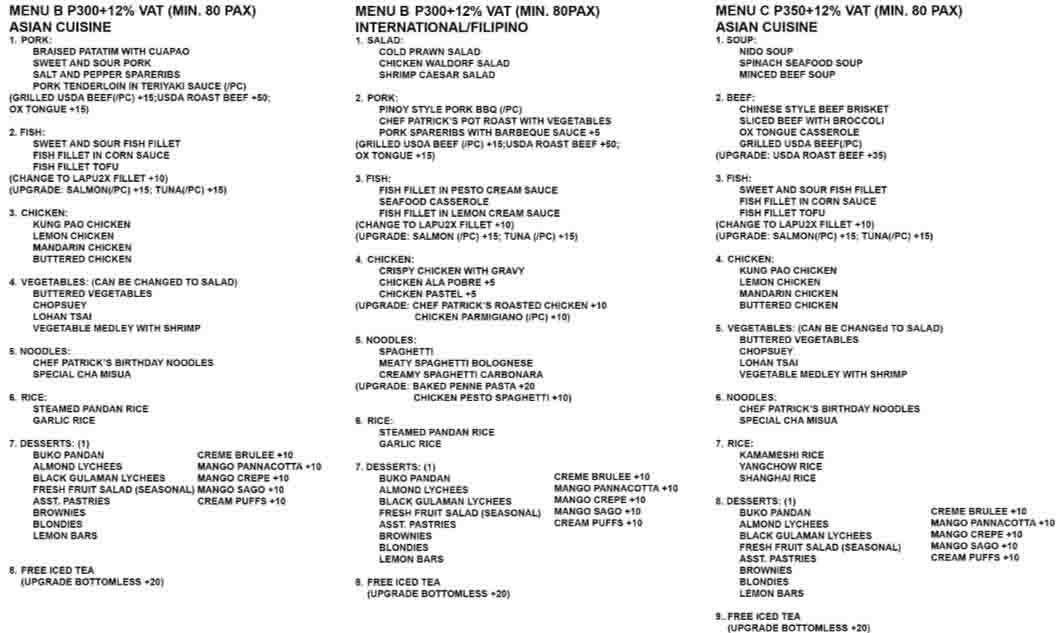 MENU B P300+12% VAT (MIN. 80 PAX)
ASIAN CUISINE
1. PORK:
BRAISED PATATIM WITH CUAPAO
SWEET AND SOUR PORK
SALT AND PEPPER SPARERIBS
PORK TENDERLOIN IN TERIYAKI SAUCE (/PC)
(GRILLED USDA BEEF(/PC) +15;USDA ROAST BEEF +50;
OX TONGUE +15)
2. FISH:
SWEET AND SOUR FISH FILLET
FISH FILLET IN CORN SAUCE
FISH FILLET TOFU
(CHANGE TO LAPU2X FILLET +10)
(UPGRADE: SALMON(/PC) +15; TUNA(/PC) +15)
3. CHICKEN:
KUNG PAO CHICKEN
LEMON CHICKEN
MANDARIN CHICKEN
BUTTERED CHICKEN
4. VEGETABLES: (CAN BE CHANGED TO SALAD)
BUTTERED VEGETABLES
CHOPSUEY
LOHAN TSAI
VEGETABLE MEDLEY WITH SHRIMP
5. NOODLES:
CHEF PATRICK'S BIRTHDAY NOODLES
SPECIAL CHA MISUA
6. RICE:
STEAMED PANDAN RICE
GARLIC RICE
7. DESSERTS: (1)
BUKO PANDAN CREME BRULEE +10
ALMOND LYCHEES MANGO PANNACOTTA +10
BLACK GULAMAN LYCHEES MANGO CREPE +10
FRESH FRUIT SALAD (SEASONAL) MANGO SAGO +10
ASST. PASTRIES CREAM PUFFS +10
BROWNIES
BLONDIES
LEMON BARS
8. FREE ICED TEA
(UPGRADE BOTTOMLESS +20)
MENU B P300+12% VAT (MIN. 80PAX)
INTERNATIONAL/FILIPINO
1. SALAD:
COLD PRAWN SALAD
CHICKEN WALDORF SALAD
SHRIMP CAESAR SALAD
2. PORK:
PINOY STYLE PORK BBQ (/PC)
CHEF PATRICK'S POT ROAST WITH VEGETABLES
PORK SPARERIBS WITH BARBEQUE SAUCE +5
(GRILLED USDA BEEF (/PC) +15;USDA ROAST BEEF +50;
OX TONGUE +15)
3. FISH:
FISH FILLET IN PESTO CREAM SAUCE
SEAFOOD CASSEROLE
FISH FILLET IN LEMON CREAM SAUCE
(CHANGE TO LAPU2X FILLET +10)
(UPGRADE: SALMON (/PC) +15; TUNA (/PC) +15)
4. CHICKEN:
CRISPY CHICKEN WITH GRAVY
CHICKEN ALA POBRE +5
CHICKEN PASTEL +5
(UPGRADE: CHEF PATRICK'S ROASTED CHICKEN +10
CHICKEN PARMIGIANO (/PC) +10)
5. NOODLES:
SPAGHETTI
MEATY SPAGHETTI BOLOGNESE
CREAMY SPAGHETTI CARBONARA
(UPGRADE: BAKED PENNE PASTA +20
CHICKEN PESTO SPAGHETTI +10)
6. RICE:
STEAMED PANDAN RICE
GARLIC RICE
7. DESSERTS: (1)
BUKO PANDAN CREME BRULEE +10
ALMOND LYCHEES MANGO PANNACOTTA +10
BLACK GULAMAN LYCHEES MANGO CREPE +10
FRESH FRUIT SALAD (SEASONAL) MANGO SAGO +10
ASST. PASTRIES CREAM PUFFS +10
BROWNIES
BLONDIES
LEMON BARS
8. FREE ICED TEA
(UPGRADE BOTTOMLESS +20)
MENU C P350+12% VAT (MIN. 80 PAX)
ASIAN CUISINE
1. SOUP:
NIDO SOUP
SPINACH SEAFOOD SOUP
MINCED BEEF SOUP
2. BEEF:
CHINESE STYLE BEEF BRISKET
SLICED BEEF WITH BROCCOLI
OX TONGUE CASSEROLE
GRILLED USDA BEEF(/PC)
(UPGRADE: USDA ROAST BEEF +35)
3. FISH:
SWEET AND SOUR FISH FILLET
FISH FILLET IN CORN SAUCE
FISH FILLET TOFU
(CHANGE TO LAPU2X FILLET +10)
(UPGRADE: SALMON(/PC) +15; TUNA(/PC) +15)
4. CHICKEN:
KUNG PAO CHICKEN
LEMON CHICKEN
MANDARIN CHICKEN
BUTTERED CHICKEN
5. VEGETABLES: (CAN BE CHANGEd TO SALAD)
BUTTERED VEGETABLES
CHOPSUEY
LOHAN TSAI
VEGETABLE MEDLEY WITH SHRIMP
6. NOODLES:
CHEF PATRICK'S BIRTHDAY NOODLES
SPECIAL CHA MISUA
7. RICE:
KAMAMESHI RICE
YANGCHOW RICE
SHANGHAI RICE
8. DESSERTS: (1)
BUKO PANDAN CREME BRULEE +10
ALMOND LYCHEES MANGO PANNACOTTA +10
BLACK GULAMAN LYCHEES MANGO CREPE +10
FRESH FRUIT SALAD (SEASONAL) MANGO SAGO +10
ASST. PASTRIES CREAM PUFFS +10
BROWNIES
BLONDIES
LEMON BARS
9.. FREE ICED TEA
(UPGRADE BOTTOMLESS +20)